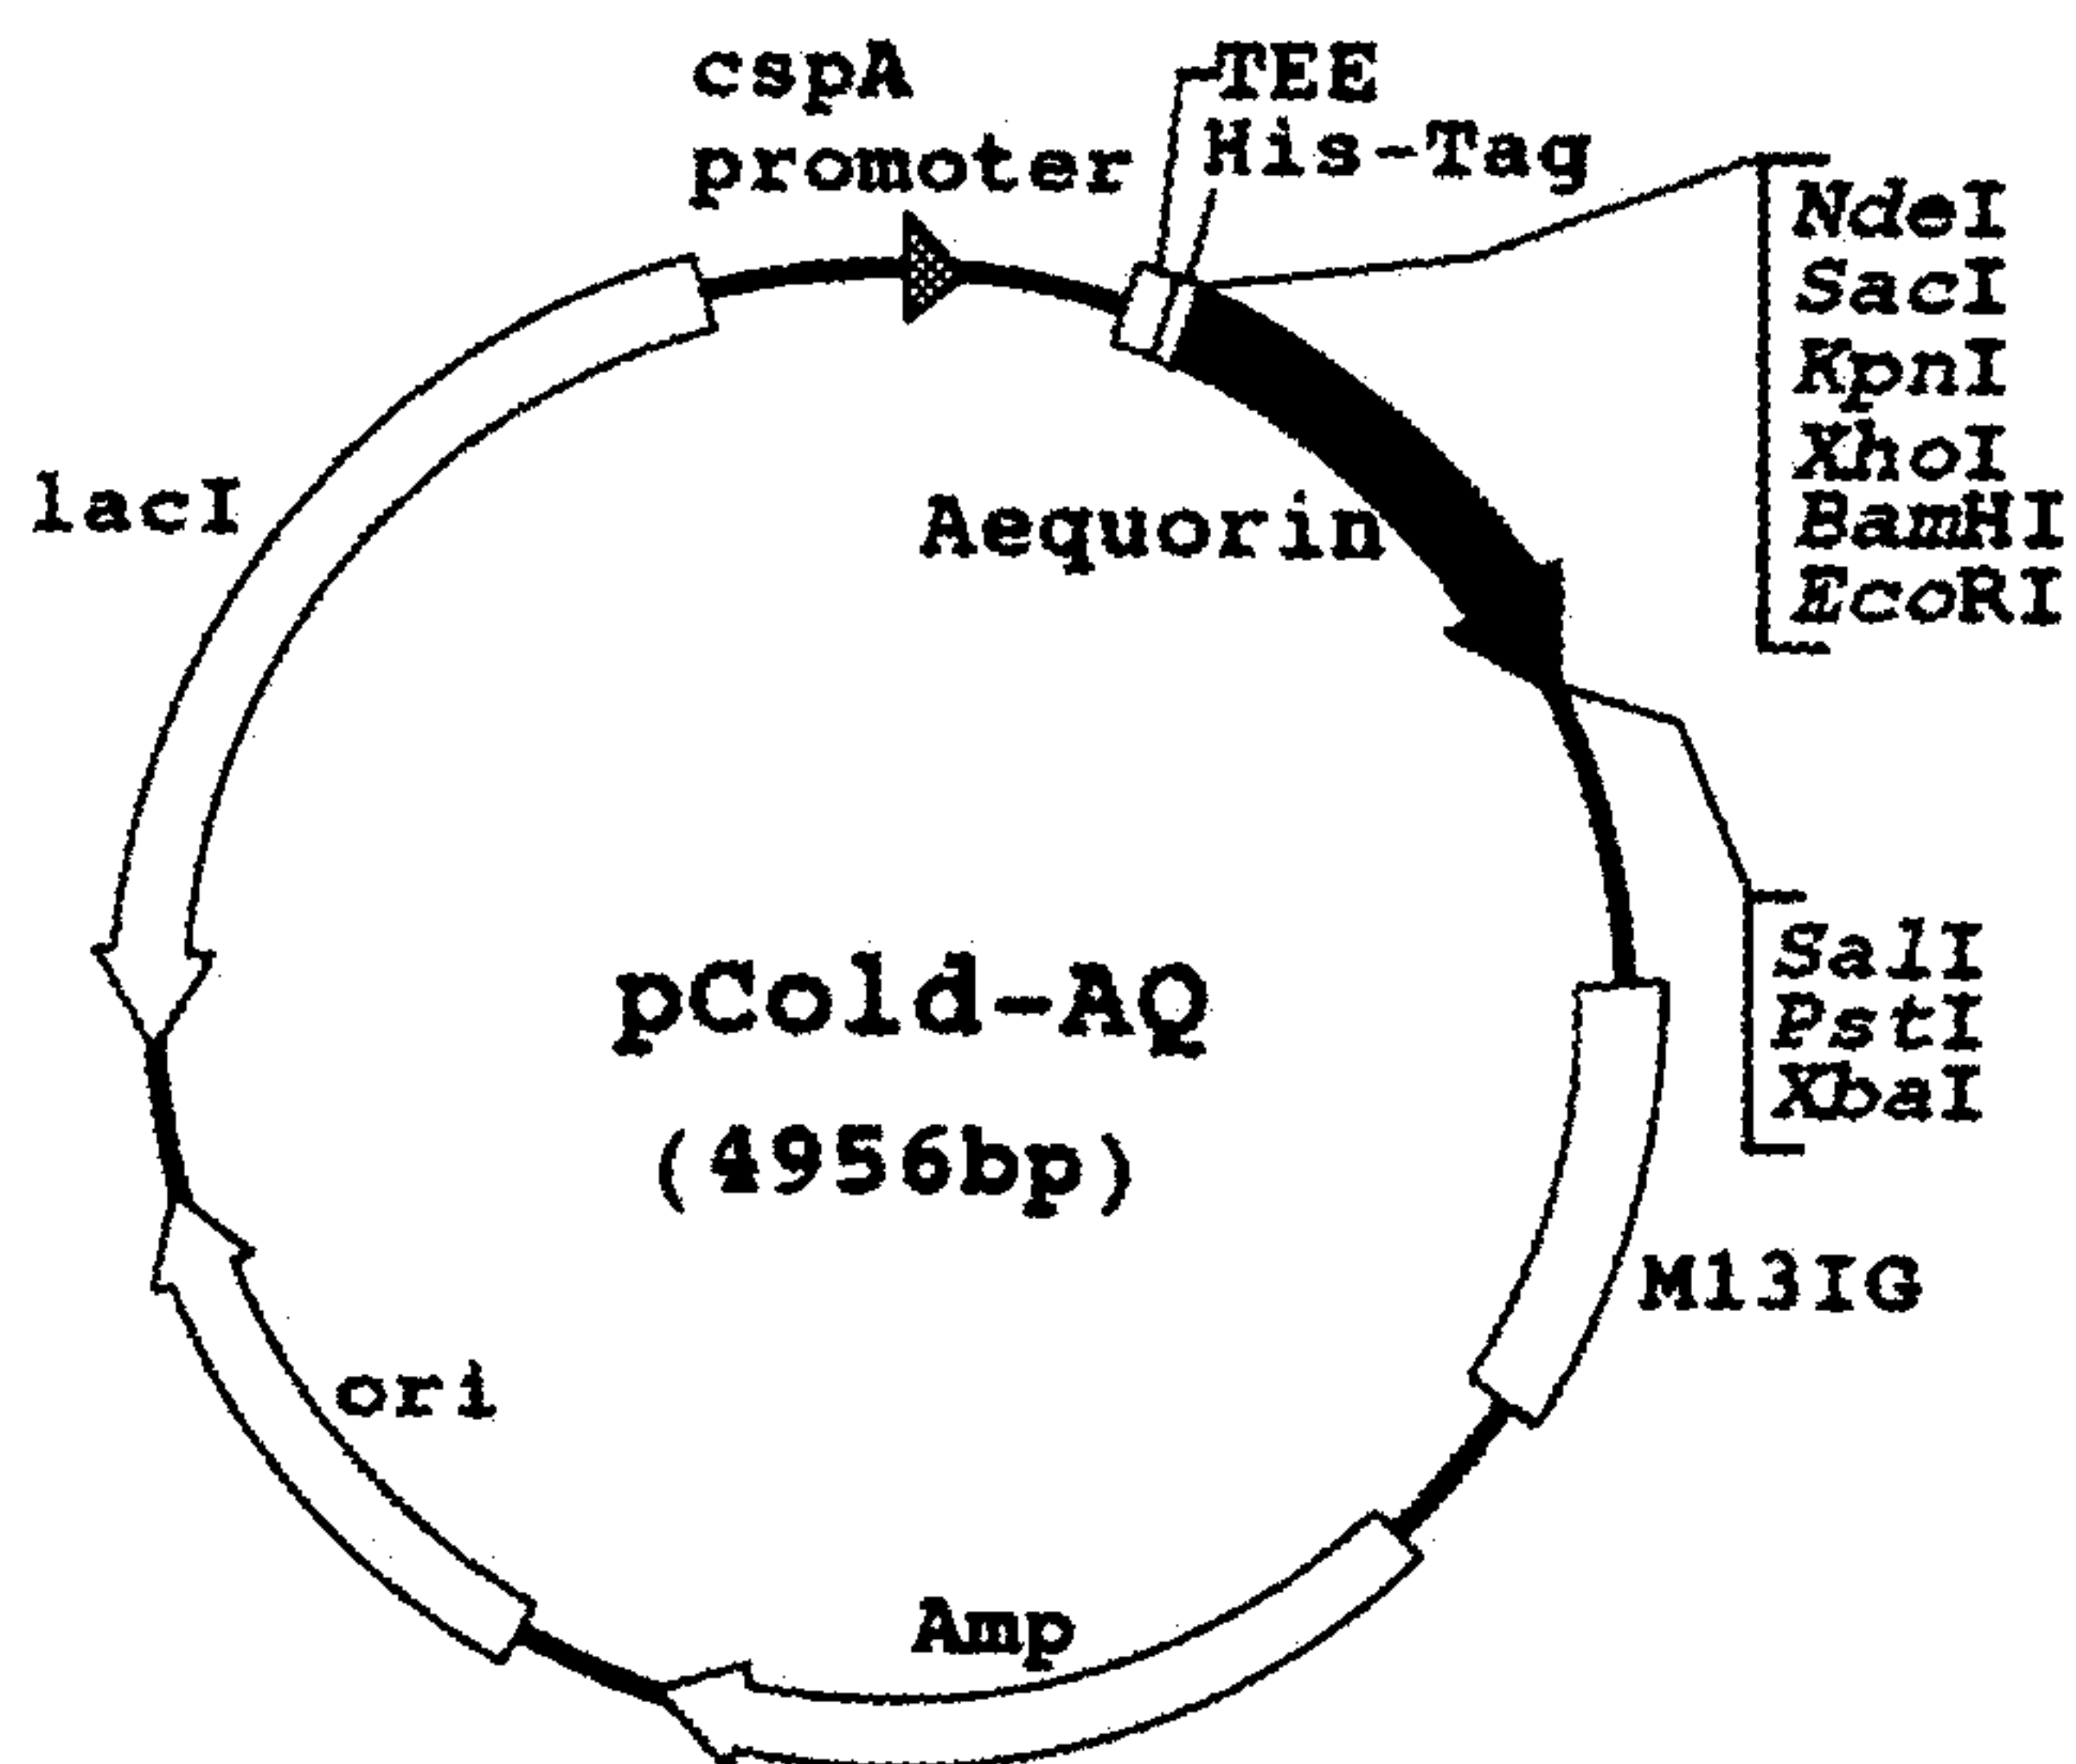 cspA
promoter
TEE
His-Tag
NdeI
SacI
KpnI
XhoI
BamHI
EcoRI
lacI
Aequorin
pCold-AQ
(4956bp)
SalI
PstI
XbaI
M13IG
ori
Amp